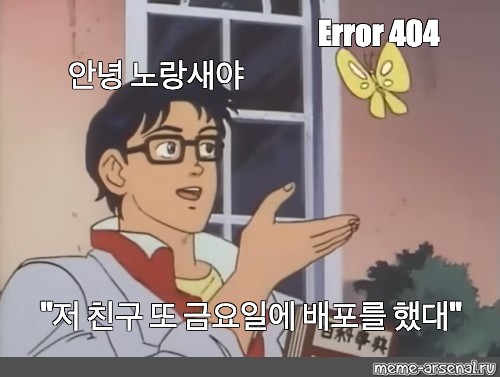 Error 404
안녕 노랑새야
"저 친구 또 금요일에 배포를 했대"
meme-arsenal.ru